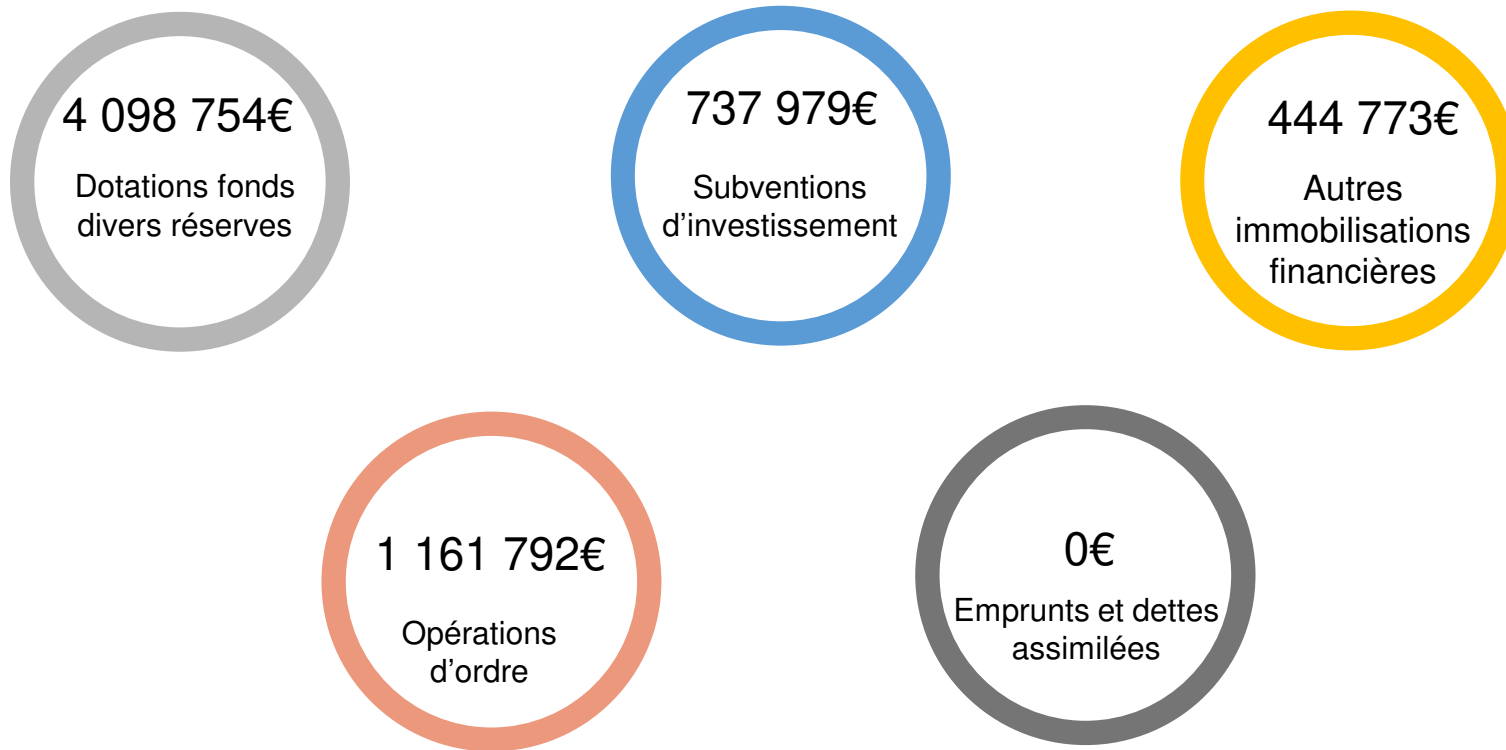 4 098 754€
Dotations fonds
divers réserves
737 979€
Subventions
d’investissement
444 773€
Autres
immobilisations
financières
1 161 792€
Opérations
d’ordre
0€
Emprunts et dettes
assimilées